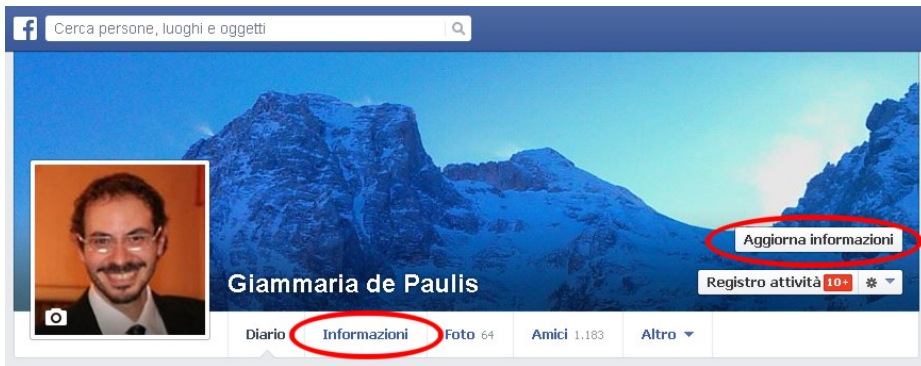 f Cerca persone, luoghi e oggetti
Aggiorna informazioni
Giammaria de Paulis
Registro attività 10+
Diario Informazioni Foto 64 Amici 1.183 Altro